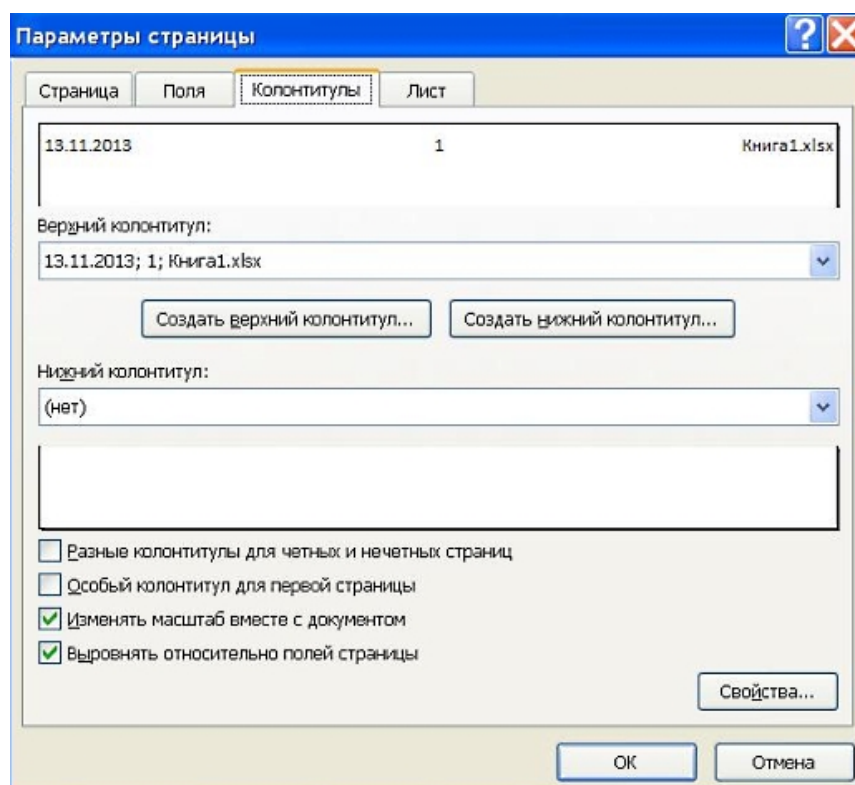 Параметры страницы
Страница Поля Колонтитулы Лист
13.11.2013 1 Книга1.xlsx
Верхний колонтитул:
13.11.2013; 1; Книга1.xlsx
Создать верхний колонтитул... Создать нижний колонтитул...
Нижний колонтитул:
(нет)
Разные колонтитулы для четных и нечетных страниц
Особый колонтитул для первой страницы
Изменять масштаб вместе с документом
Выровнять относительно полей страницы
Свойства...
ОК Отмена